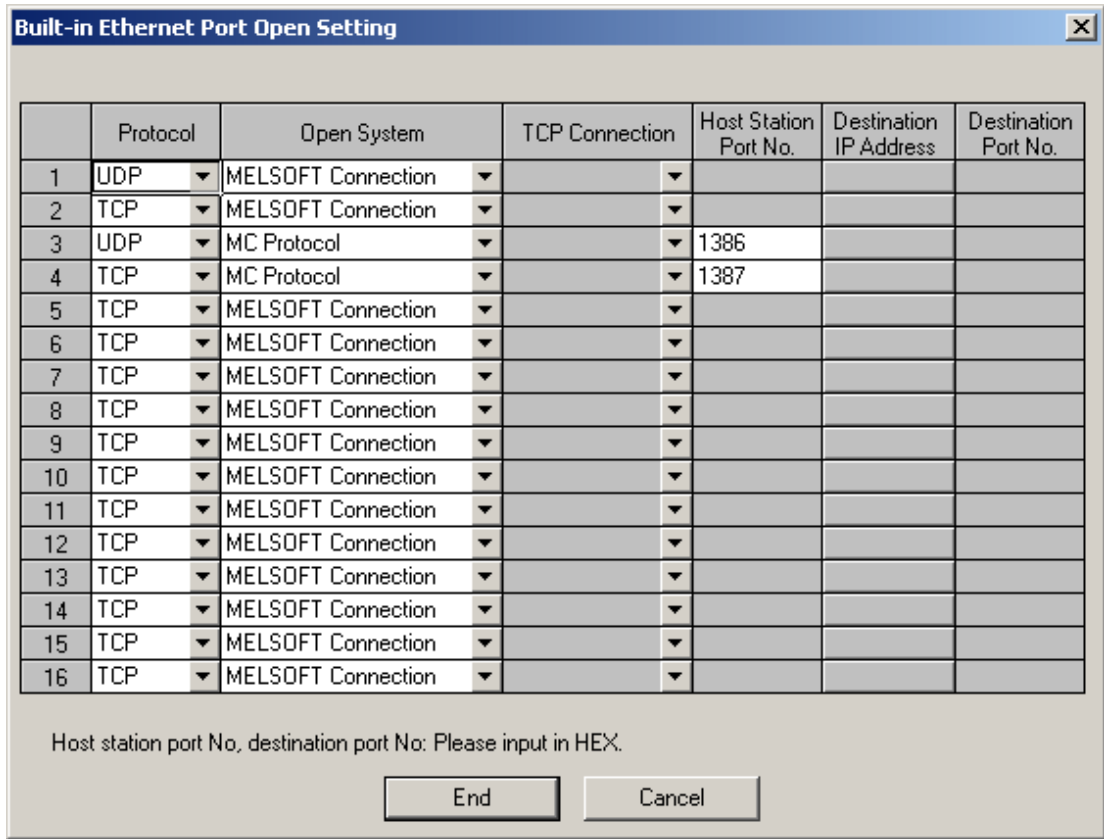 Built-in Ethernet Port Open Setting
Protocol Open System TCP Connection Host Station Port No. Destination IP Address Destination Port No.
1 UDP MELSOFT Connection
2 TCP MELSOFT Connection
3 UDP MC Protocol 1386
4 TCP MC Protocol 1387
5 TCP MELSOFT Connection
6 TCP MELSOFT Connection
7 TCP MELSOFT Connection
8 TCP MELSOFT Connection
9 TCP MELSOFT Connection
10 TCP MELSOFT Connection
11 TCP MELSOFT Connection
12 TCP MELSOFT Connection
13 TCP MELSOFT Connection
14 TCP MELSOFT Connection
15 TCP MELSOFT Connection
16 TCP MELSOFT Connection
Host station port No, destination port No: Please input in HEX.
End Cancel